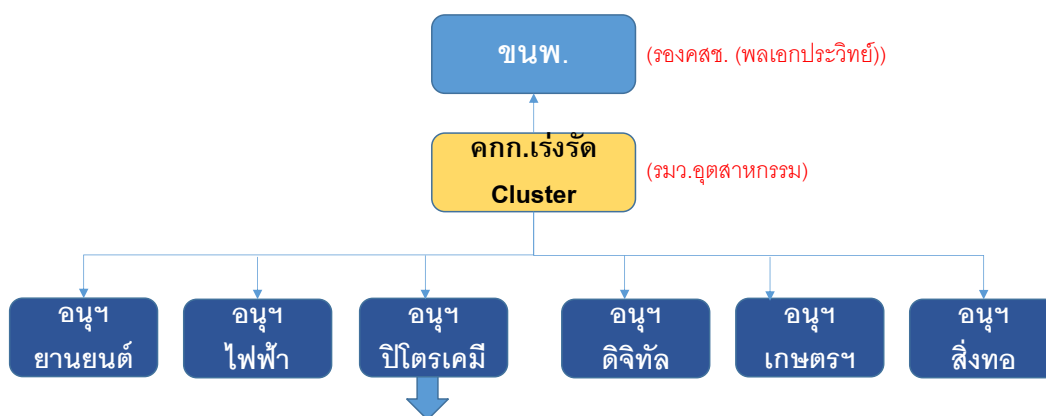 ขนพ.
(รองคสช. (พลเอกประวิทย์))
คกก.เร่งรัด
Cluster
(รมว.อุตสาหกรรม)
อนุฯ
ยานยนต์
อนุฯ
ไฟฟ้า
อนุฯ
ปิโตรเคมี
อนุฯ
ดิจิทัล
อนุฯ
เกษตรฯ
อนุฯ
สิ่งทอ